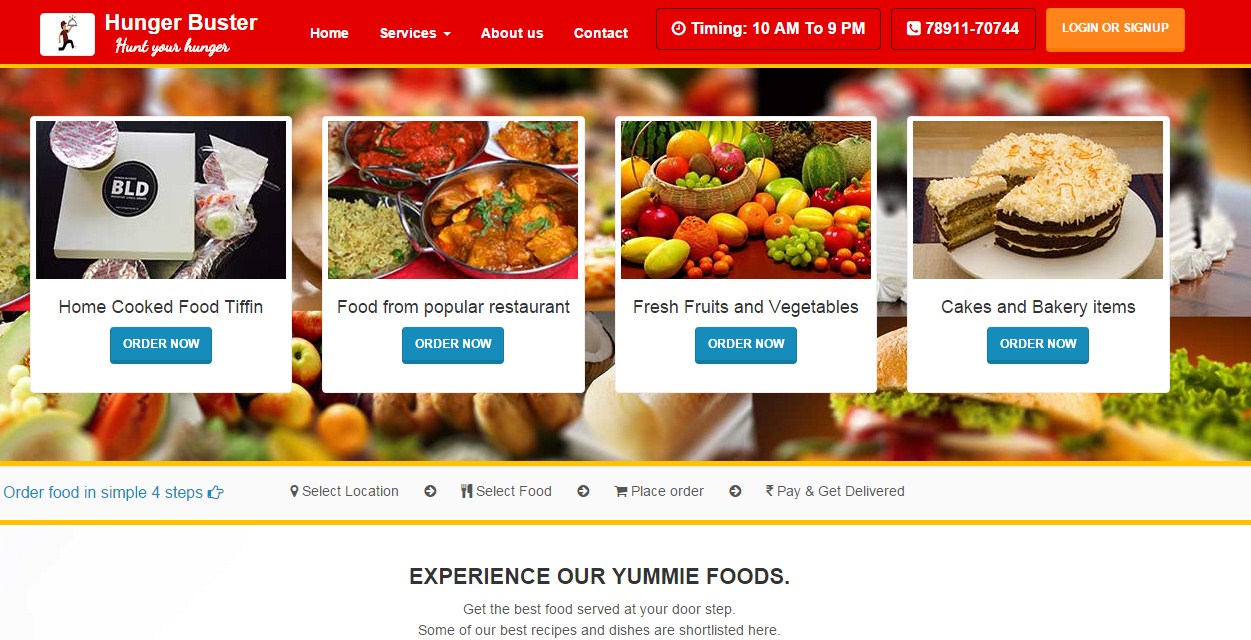 Hunger Buster
Hunt your hunger
Home
Services
About us
Contact
Timing: 10 AM To 9 PM
78911-70744
LOGIN OR SIGNUP
BLD
Home Cooked Food Tiffin
ORDER NOW
Food from popular restaurant
ORDER NOW
Fresh Fruits and Vegetables
ORDER NOW
Cakes and Bakery items
ORDER NOW
Order food in simple 4 steps
Select Location
Select Food
Place order
₹ Pay & Get Delivered
EXPERIENCE OUR YUMMIE FOODS.
Get the best food served at your door step.
Some of our best recipes and dishes are shortlisted here.